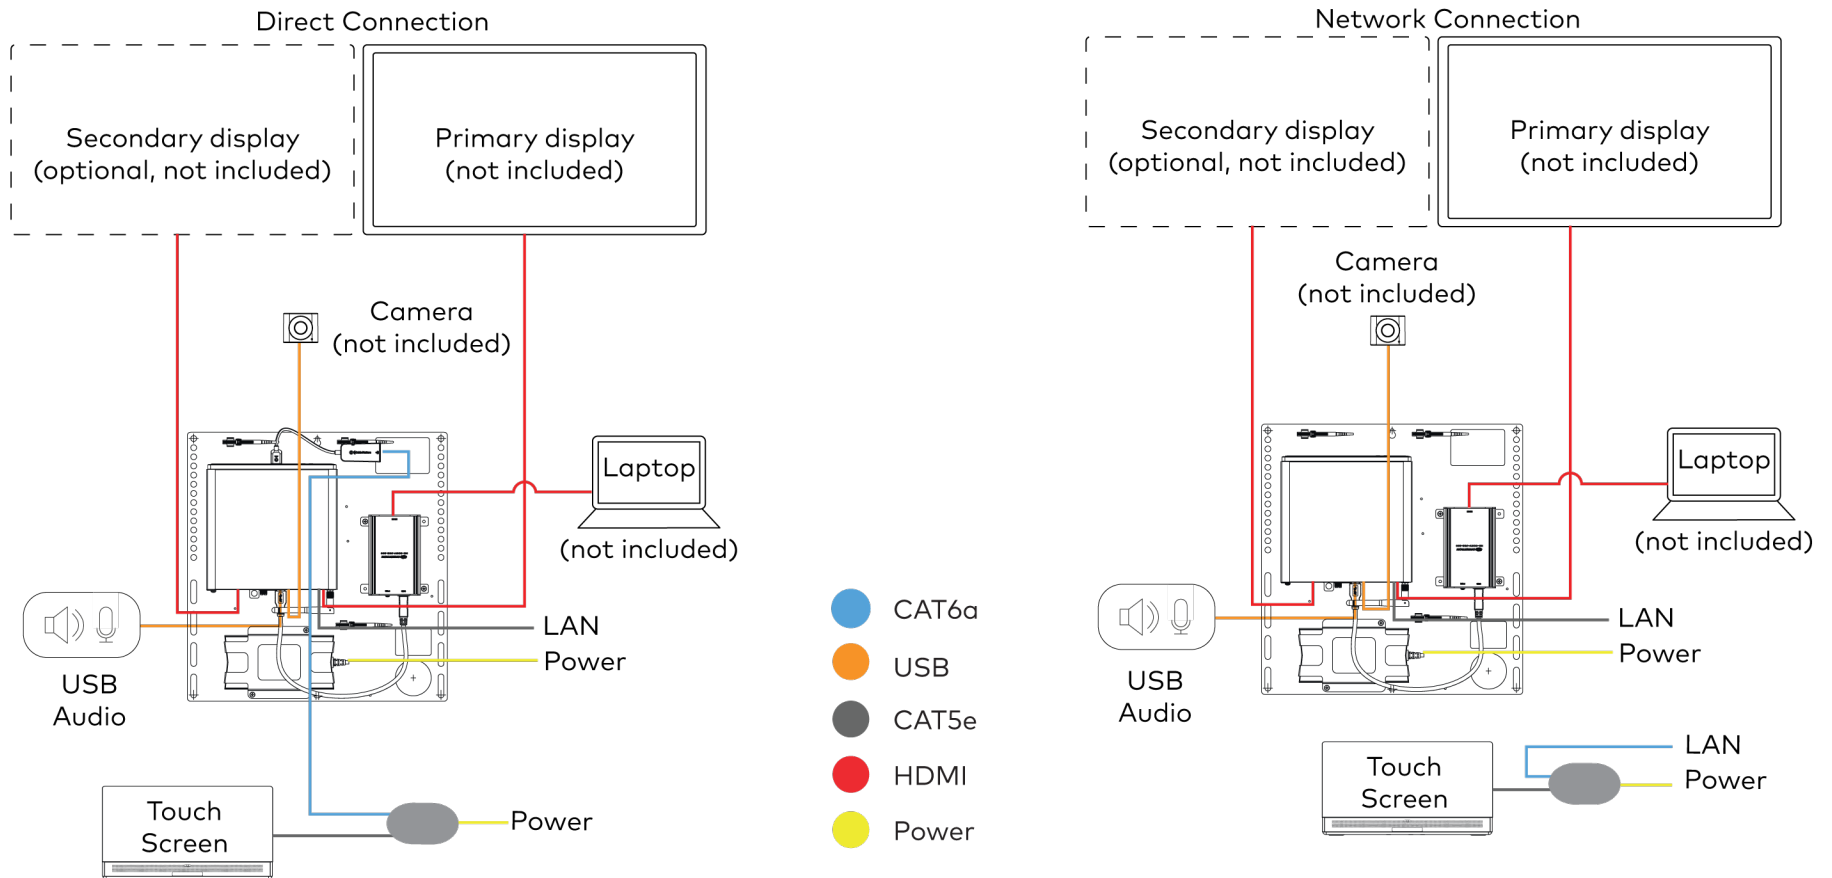 Direct Connection
Secondary display
(optional, not included)
Primary display
(not included)
Camera
(not included)
Laptop
(not included)
USB
Audio
LAN
Power
Touch
Screen
Power
CAT6a
USB
CAT5e
HDMI
Power
Network Connection
Secondary display
(optional, not included)
Primary display
(not included)
Camera
(not included)
Laptop
(not included)
USB
Audio
LAN
Power
Touch
Screen
LAN
Power